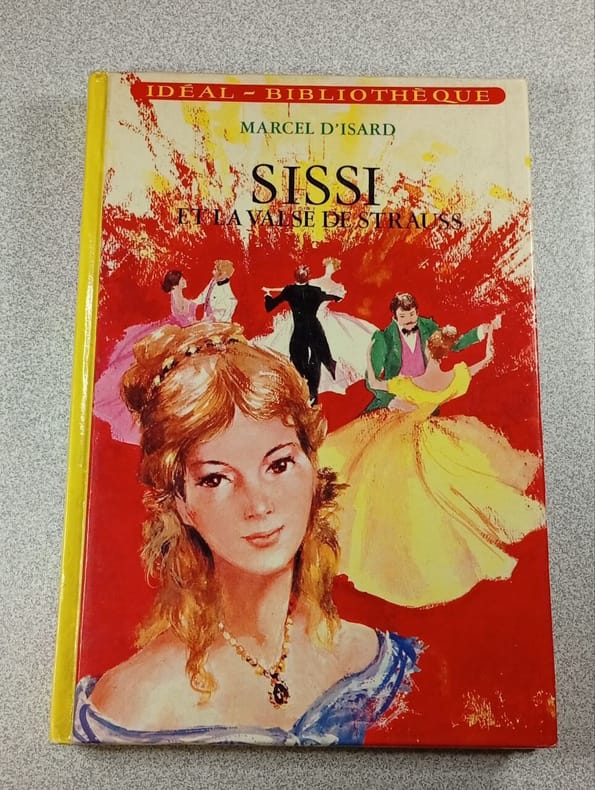 IDÉAL - BIBLIOTHÈQUE
MARCEL D'ISARD
SISSI
ET LA VALSE DE STRAUSS